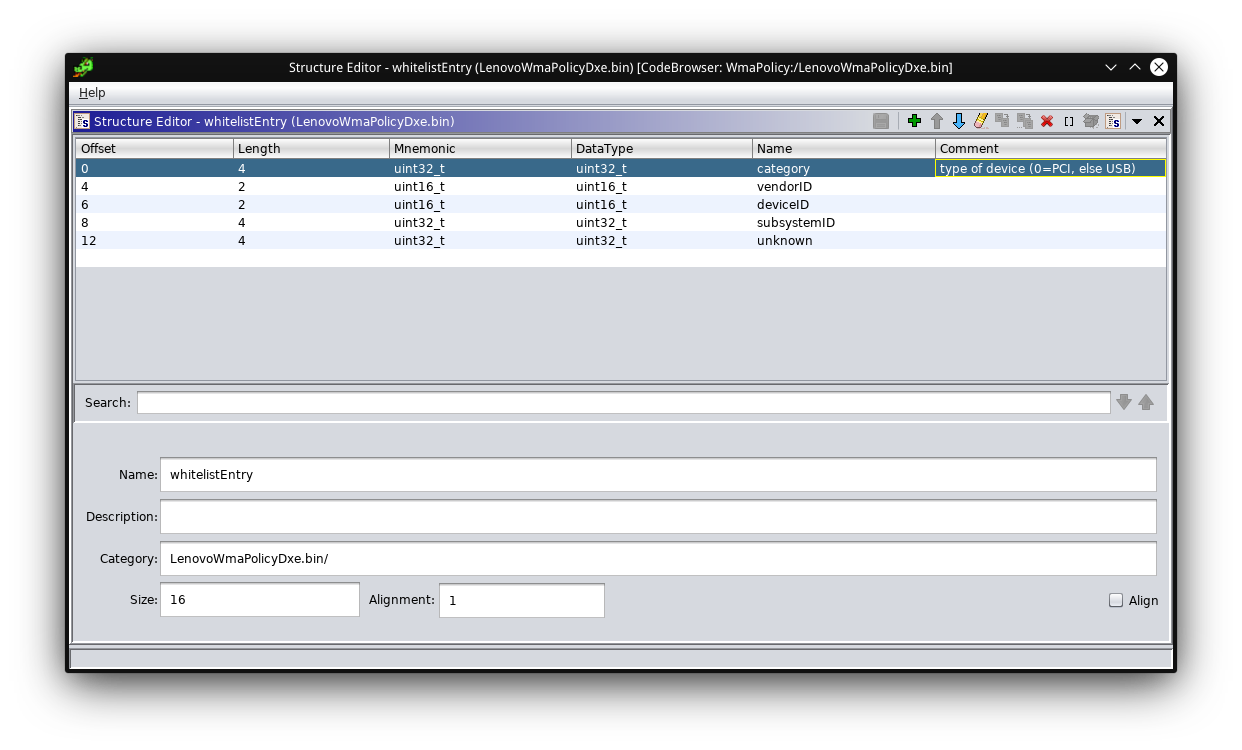 Structure Editor - whitelistEntry (LenovoWmaPolicyDxe.bin) [CodeBrowser: WmaPolicy:/LenovoWmaPolicyDxe.bin]
Help
Structure Editor - whitelistEntry (LenovoWmaPolicyDxe.bin)
Offset Length Mnemonic DataType Name Comment
0 4 uint32_t uint32_t category type of device (0=PCI, else USB)
4 2 uint16_t uint16_t vendorID
6 2 uint16_t uint16_t deviceID
8 4 uint32_t uint32_t subsystemID
12 4 uint32_t uint32_t unknown
Search:
Name: whitelistEntry
Description:
Category: LenovoWmaPolicyDxe.bin/
Size: 16 Alignment: 1 Align